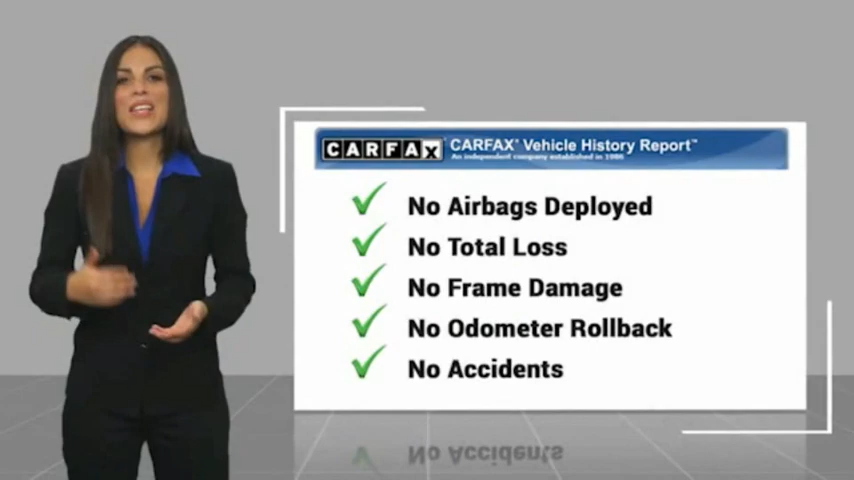 CARFAX CARFAX Vehicle History Report™
An independent company established in 1986
No Airbags Deployed
No Total Loss
No Frame Damage
No Odometer Rollback
No Accidents
No Accidents